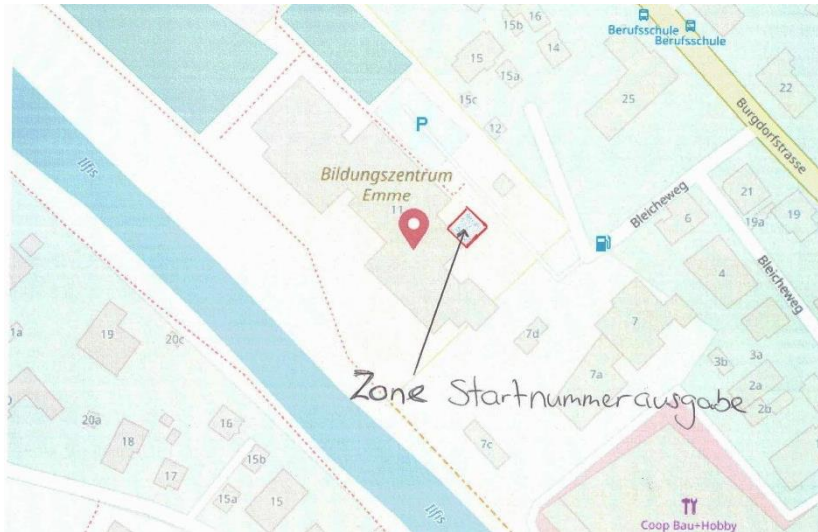 15b
16
Berufsschule
Berufsschule
15
14
15a
25
22
15c
P
12
Burgdorfstrasse
Ilfis
Bildungszentrum
Emme
11
Bleicheweg
21
6
19a
19
4
Bleicheweg
1a
19
20c
7d
7
3b
3a
7a
2a
2b
Zone Startnummerausgabe
20a
16
18
15b
7c
17
15a
15
Ilfis
Coop Bau+Hobby